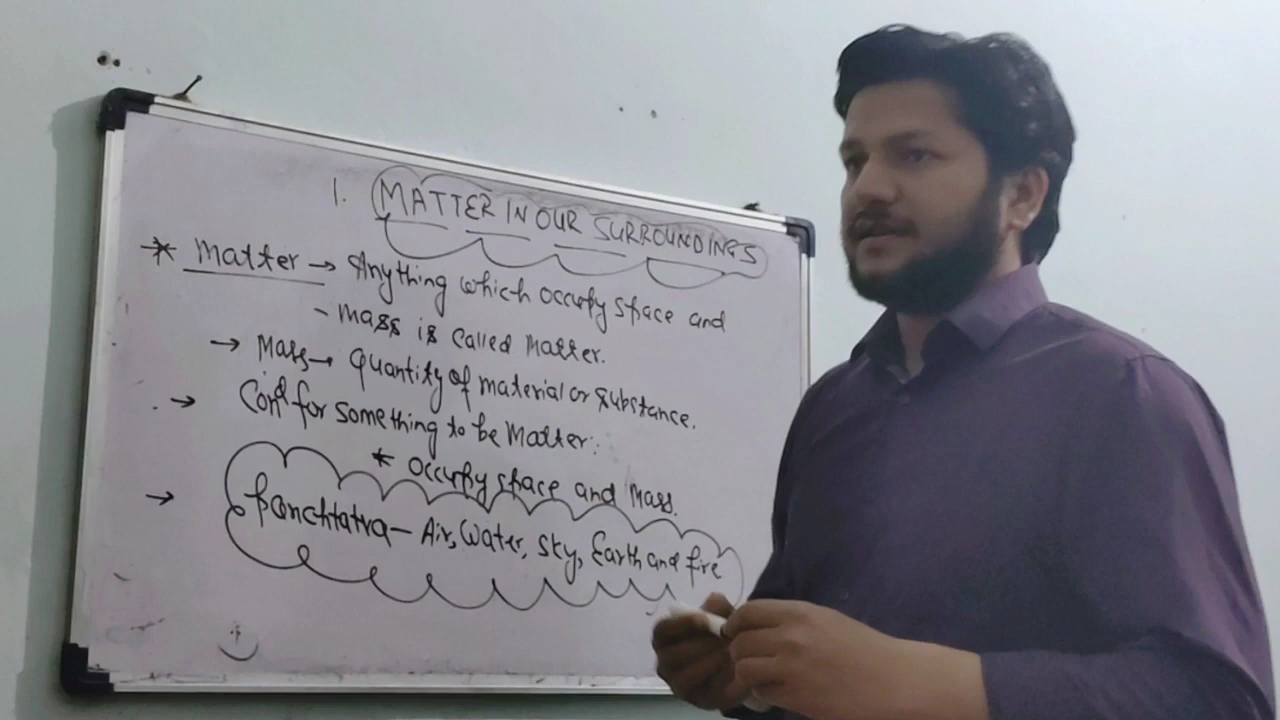 1. MATTER IN OUR SURROUNDINGS
* Matter → Anything which occupy space and
- Mass is called Matter.
→ Mass → Quantity of material or substance.
→ Conᵈ for something to be Matter:
* Occupy space and Mass.
→ Panchtatva - Air, Water, Sky, Earth and fire